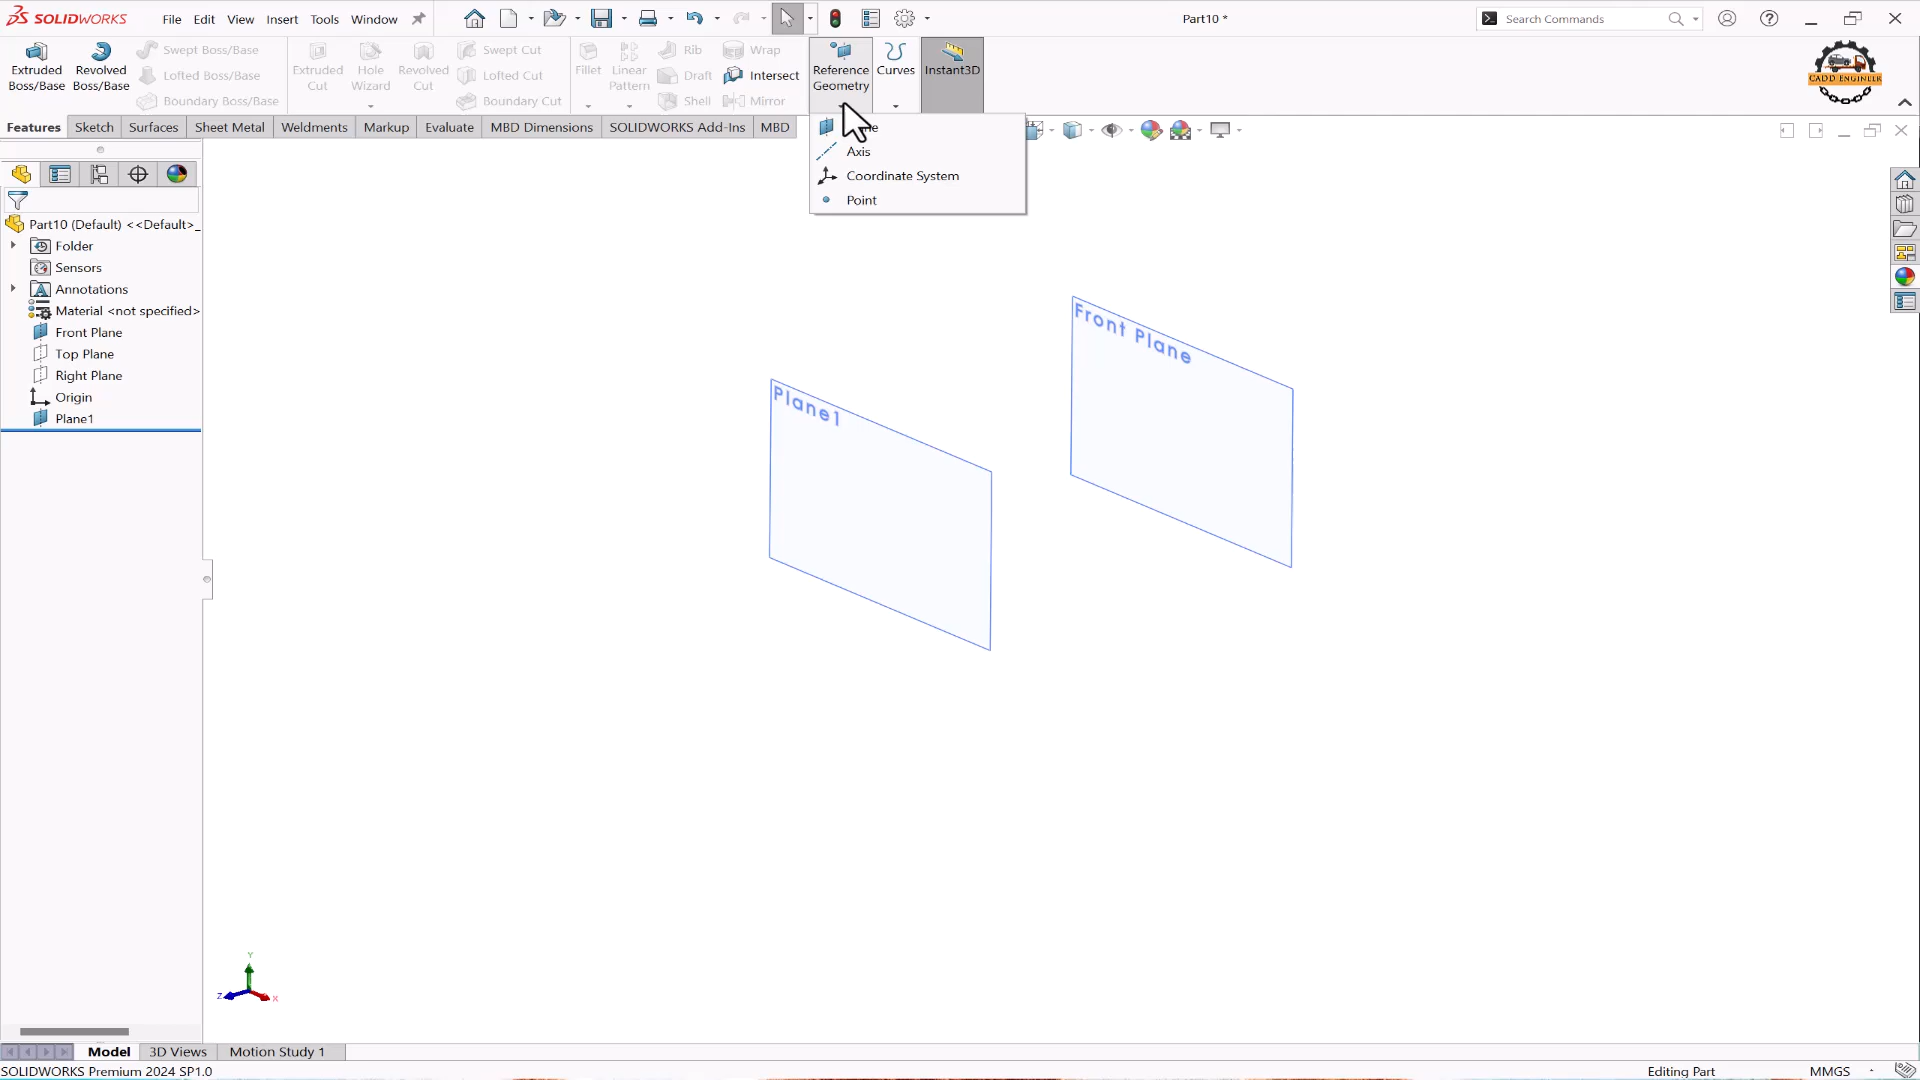 SOLIDWORKS
File Edit View Insert Tools Window
Part10 *
Search Commands
Extruded Boss/Base
Revolved Boss/Base
Swept Boss/Base
Lofted Boss/Base
Boundary Boss/Base
Extruded Cut
Hole Wizard
Revolved Cut
Swept Cut
Lofted Cut
Boundary Cut
Fillet
Linear Pattern
Rib
Draft
Shell
Wrap
Intersect
Mirror
Reference Geometry
Curves
Instant3D
CADD ENGINEER
Features Sketch Surfaces Sheet Metal Weldments Markup Evaluate MBD Dimensions SOLIDWORKS Add-Ins MBD
Axis
Coordinate System
Point
Part10 (Default) <<Default>_
Folder
Sensors
Annotations
Material <not specified>
Front Plane
Top Plane
Right Plane
Origin
Plane1
Front Plane
Plane1
Y
Z
X
Model 3D Views Motion Study 1
SOLIDWORKS Premium 2024 SP1.0
Editing Part
MMGS